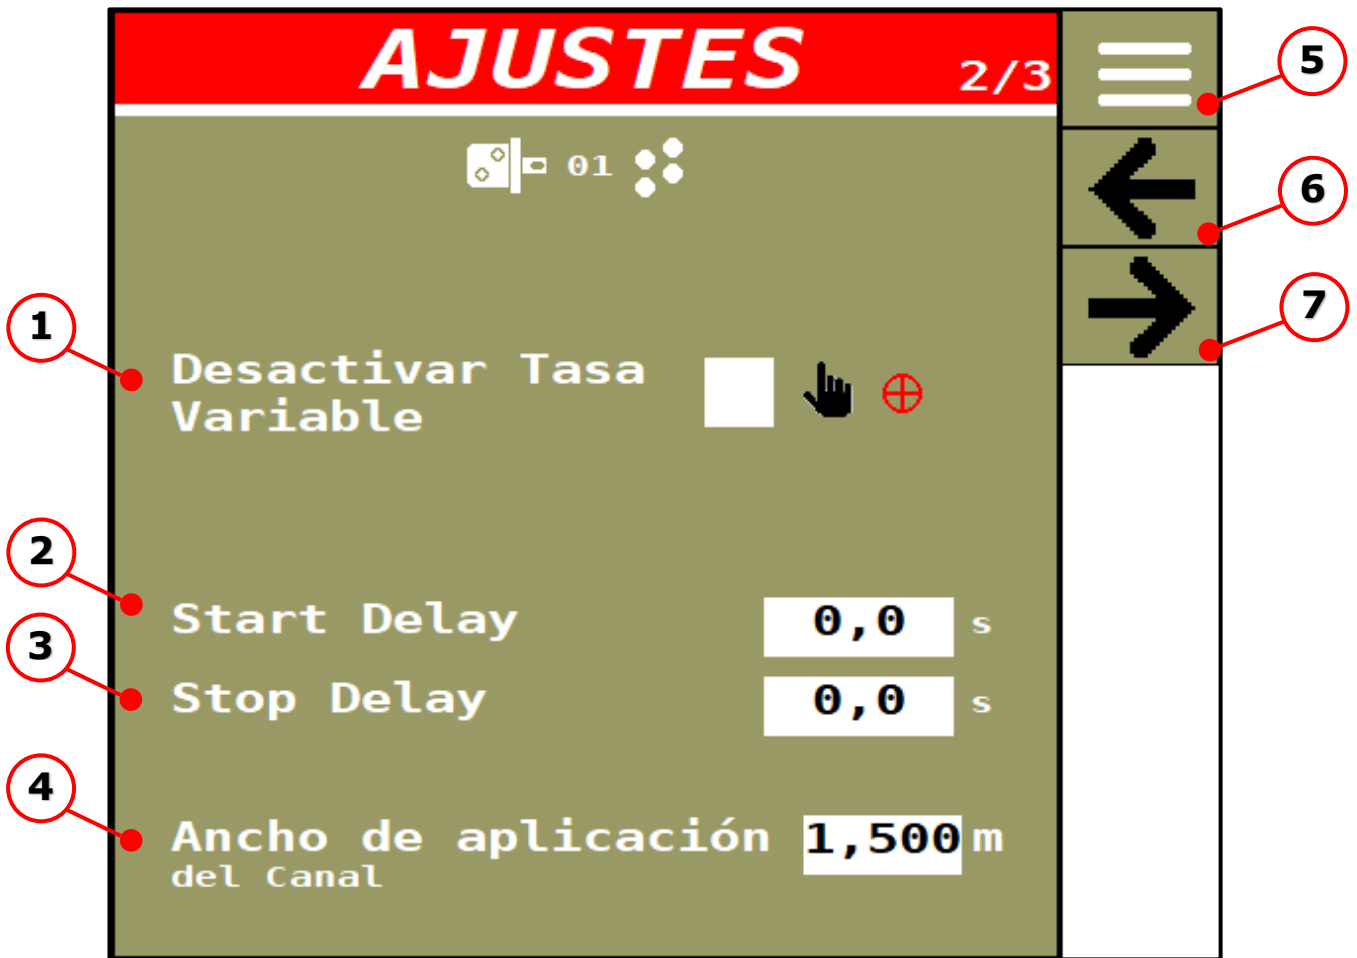 AJUSTES 2/3
5
01
6
7
1
Desactivar Tasa
Variable
2
Start Delay 0,0 s
3
Stop Delay 0,0 s
4
Ancho de aplicación 1,500 m
del Canal